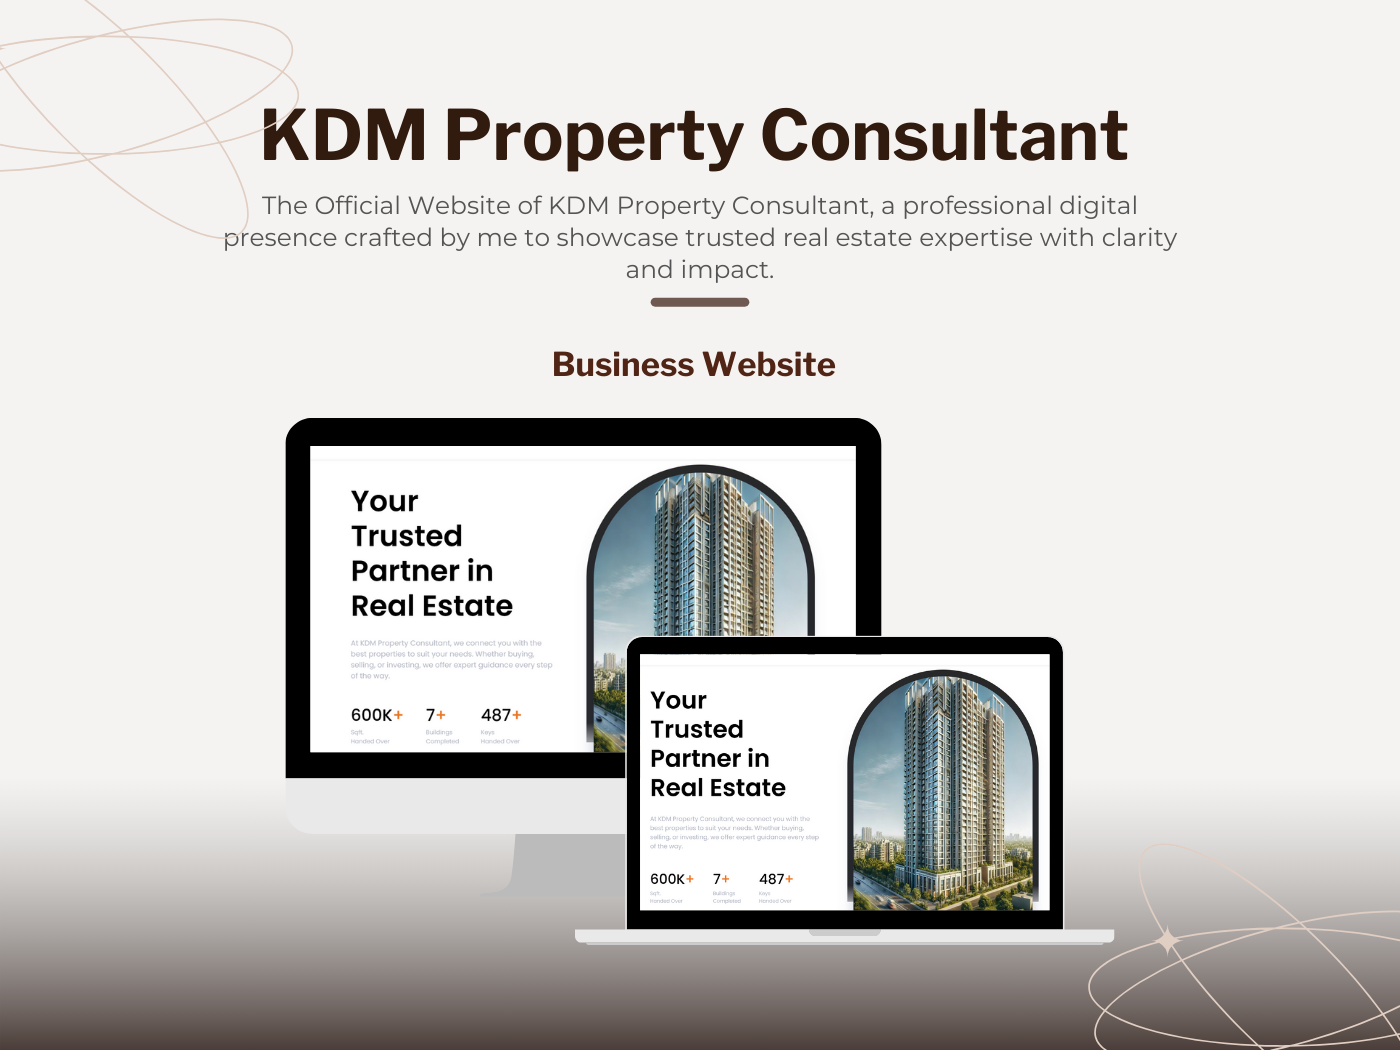 KDM Property Consultant
The Official Website of KDM Property Consultant, a professional digital
presence crafted by me to showcase trusted real estate expertise with clarity
and impact.
Business Website
Your
Trusted
Partner in
Real Estate
At KDM Property Consultant, we connect you with the
best properties to suit your needs. Whether buying,
selling, or investing, we offer expert guidance every step
of the way.
600K+ 7+ 487+
Sqft. Buildings Keys
Handed Over Completed Handed Over
Your
Trusted
Partner in
Real Estate
At KDM Property Consultant, we connect you with the
best properties to suit your needs. Whether buying,
selling, or investing, we offer expert guidance every step
of the way.
600K+ 7+ 487+
Sqft. Buildings Keys
Handed Over Completed Handed Over